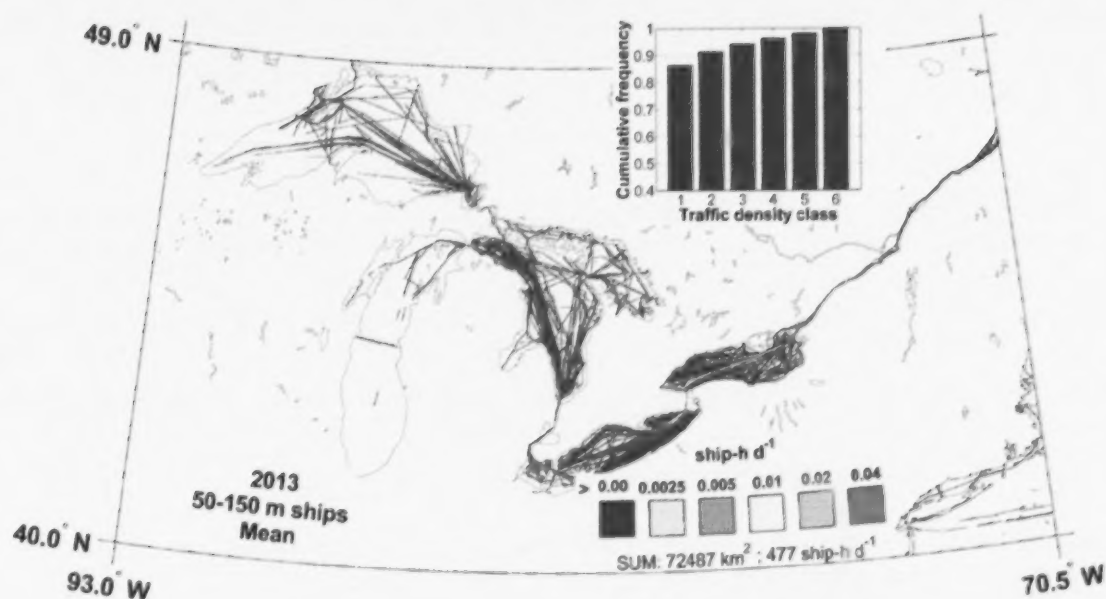 49.0° N
1
0.9
0.8
0.7
0.6
0.5
0.4
Cumulative frequency
1 2 3 4 5 6
Traffic density class
2013
50-150 m ships
Mean
ship-h d⁻¹
> 0.00 0.0025 0.005 0.01 0.02 0.04
SUM: 72487 km² ; 477 ship-h d⁻¹
40.0° N
93.0° W
70.5° W